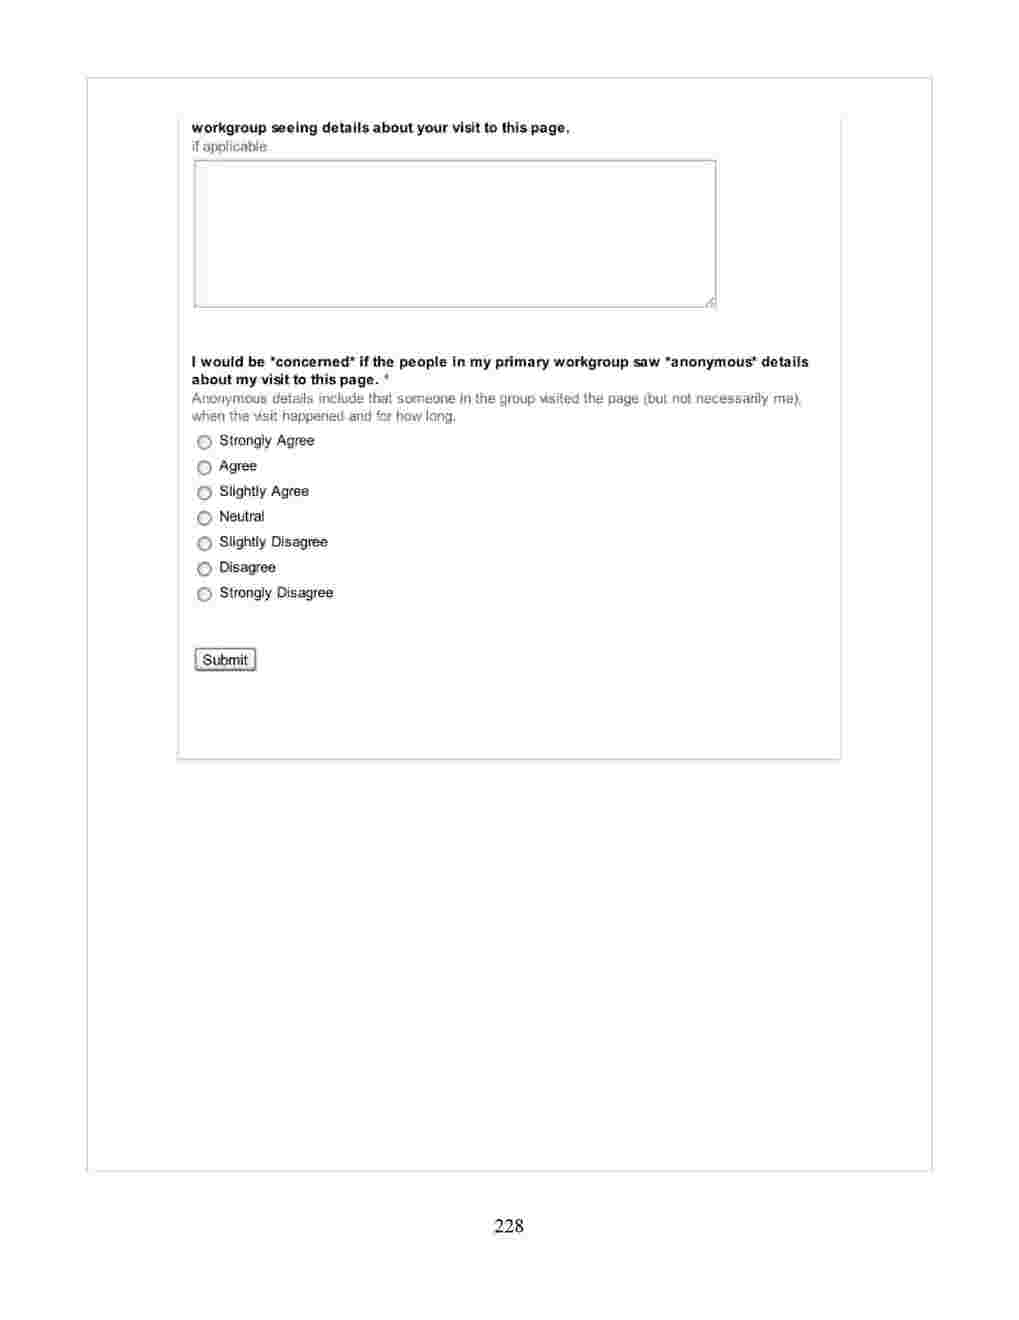 workgroup seeing details about your visit to this page.
if applicable
I would be *concerned* if the people in my primary workgroup saw *anonymous* details
about my visit to this page. *
Anonymous details include that someone in the group visited the page (but not necessarily me),
when the visit happened and for how long.
Strongly Agree
Agree
Slightly Agree
Neutral
Slightly Disagree
Disagree
Strongly Disagree
Submit
228